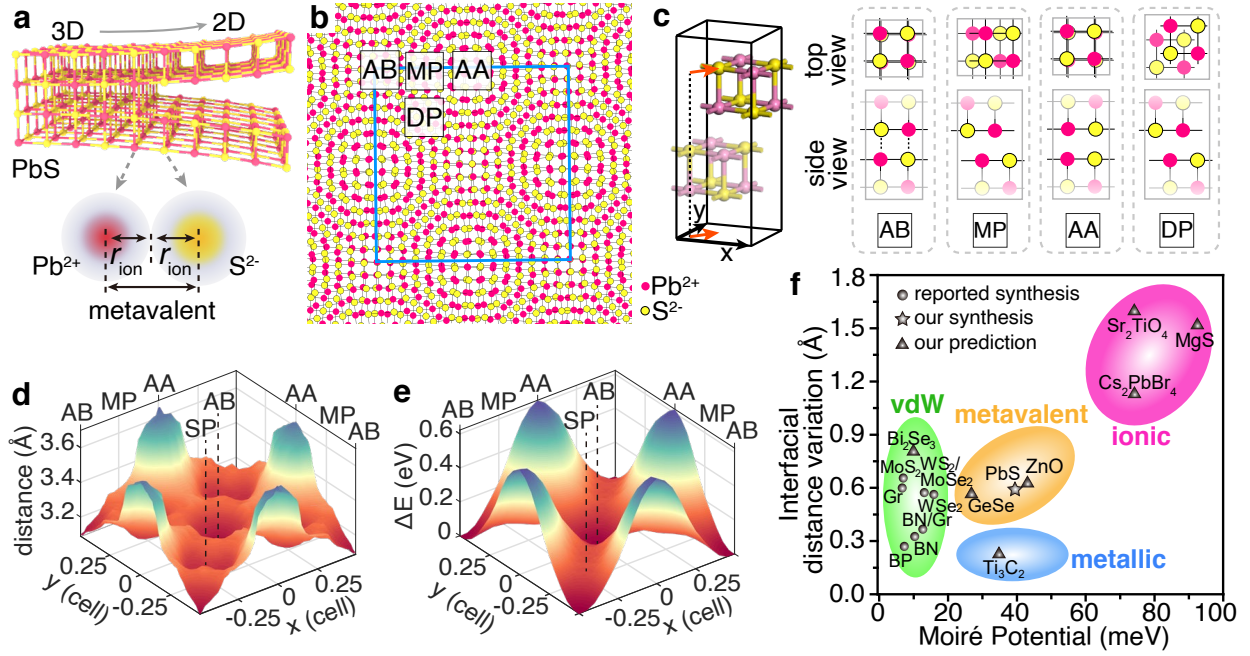 a
3D
2D
PbS
Pb²⁺
r_ion
r_ion
S²⁻
metavalent
b
AB
MP
AA
DP
Pb²⁺
S²⁻
c
y
x
top
view
side
view
AB
MP
AA
DP
d
AB
MP
AA
SP
AB
AA
MP
AB
distance (Å)
3.6
3.4
3.2
y (cell)
0.25
0
-0.25
x (cell)
-0.25
0
0.25
e
AB
MP
AA
SP
AB
AA
MP
AB
ΔE (eV)
0.6
0.4
0.2
0
y (cell)
0.25
0
-0.25
x (cell)
-0.25
0
0.25
f
Interfacial
distance variation (Å)
1.8
1.5
1.2
0.9
0.6
0.3
0.0
reported synthesis
our synthesis
our prediction
Sr₂TiO₄
MgS
Cs₂PbBr₄
ionic
vdW
metavalent
Bi₂Se₃
MoS₂
WS₂/
MoSe₂
Gr
WSe₂
BN/Gr
BN
BP
PbS
ZnO
GeSe
Ti₃C₂
metallic
0
20
40
60
80
100
Moiré Potential (meV)